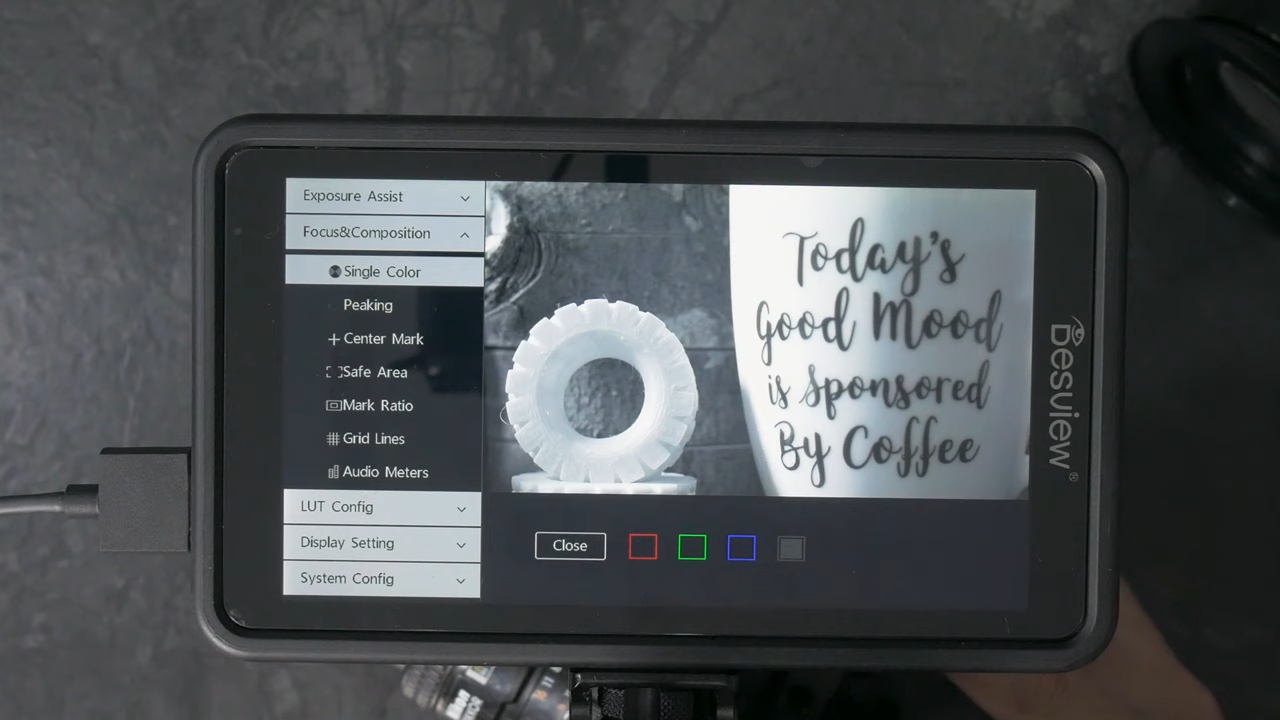 Exposure Assist
Focus&Composition
Single Color
Peaking
Center Mark
Safe Area
Mark Ratio
Grid Lines
Audio Meters
LUT Config
Display Setting
System Config
Today's
Good Mood
is Sponsored
By Coffee
Close
Desview®